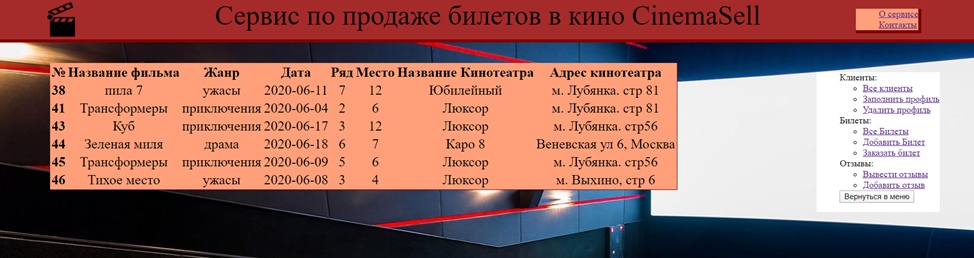 Сервис по продаже билетов в кино CinemaSell
О сервисе
Контакты
№ Название фильма Жанр Дата Ряд Место Название Кинотеатра Адрес кинотеатра
38 пила 7 ужасы 2020-06-11 7 12 Юбилейный м. Лубянка. стр 81
41 Трансформеры приключения 2020-06-04 2 6 Люксор м. Лубянка. стр 81
43 Куб приключения 2020-06-17 3 12 Люксор м. Лубянка. стр56
44 Зеленая миля драма 2020-06-18 6 7 Каро 8 Веневская ул 6, Москва
45 Трансформеры приключения 2020-06-09 5 6 Люксор м. Лубянка. стр56
46 Тихое место ужасы 2020-06-08 3 4 Люксор м. Выхино, стр 6
Клиенты:
Все клиенты
Заполнить профиль
Удалить профиль
Билеты:
Все Билеты
Добавить Билет
Заказать билет
Отзывы:
Вывести отзывы
Добавить отзыв
Вернуться в меню